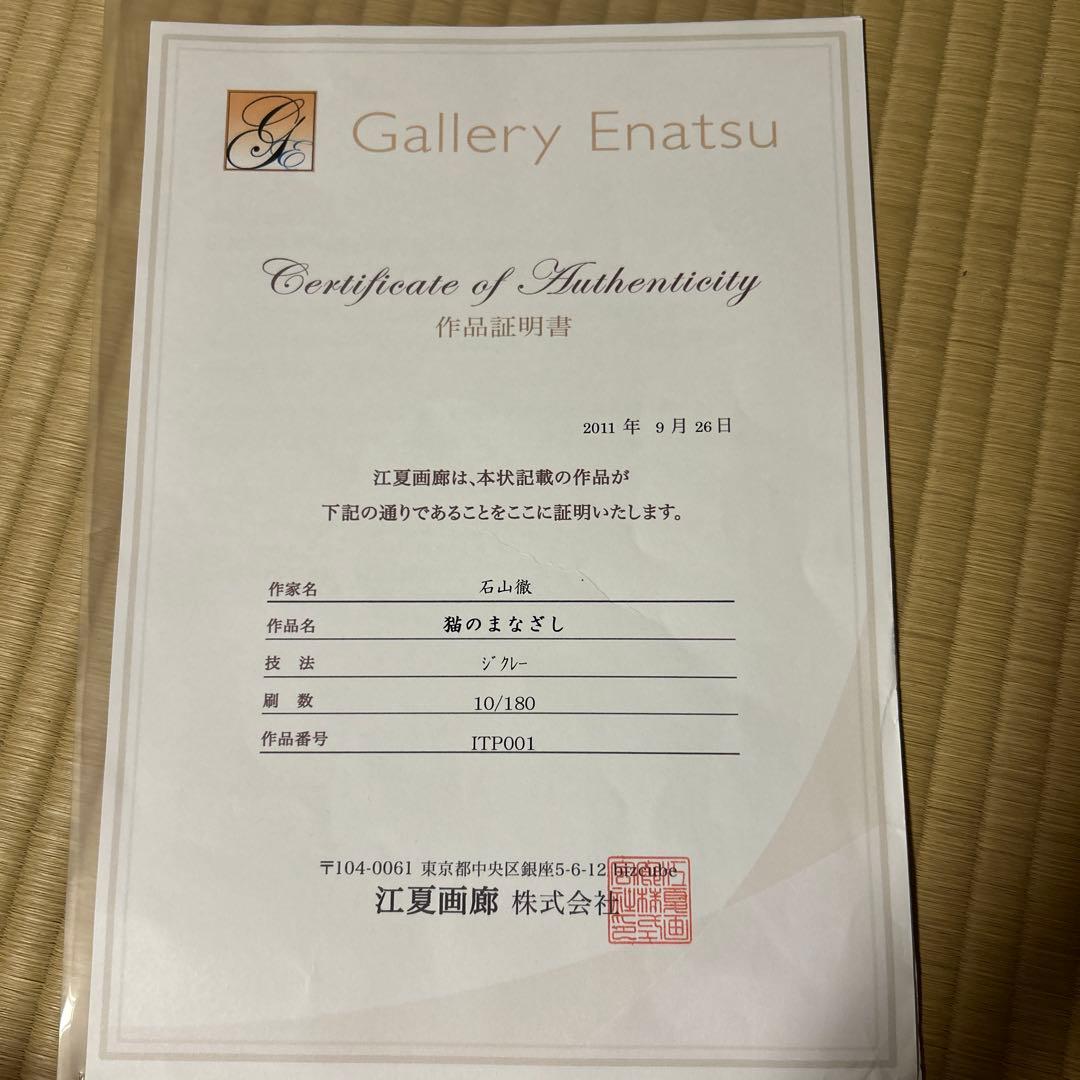 GE
Gallery Enatsu
Certificate of Authenticity
作品証明書
2011 年 9 月 26日
江夏画廊は、本状記載の作品が
下記の通りであることをここに証明いたします。
作家名 石山徹
作品名 猫のまなざし
技 法 ジクレー
刷 数 10/180
作品番号 ITP001
〒104-0061 東京都中央区銀座5-6-12 bizcube
江夏画廊 株式会社